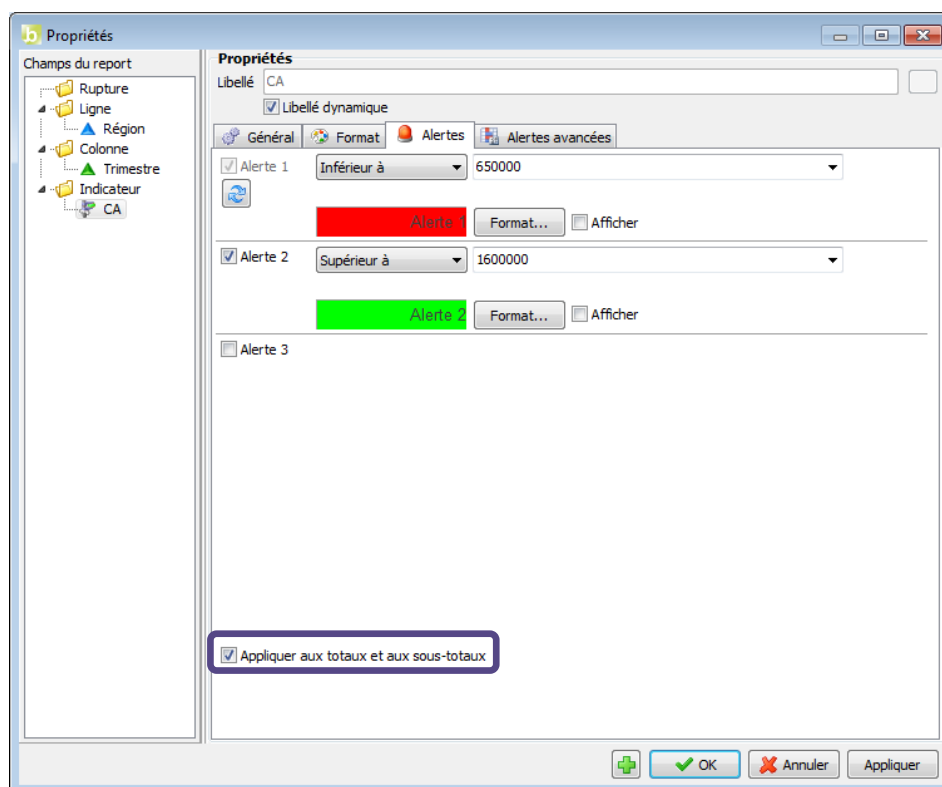 Propriétés
Champs du report
Rupture
Ligne
Région
Colonne
Trimestre
Indicateur
CA
Propriétés
Libellé CA
Libellé dynamique
Général Format Alertes Alertes avancées
Alerte 1 Inférieur à 650000
Alerte 1 Format... Afficher
Alerte 2 Supérieur à 1600000
Alerte 2 Format... Afficher
Alerte 3
Appliquer aux totaux et aux sous-totaux
OK Annuler Appliquer